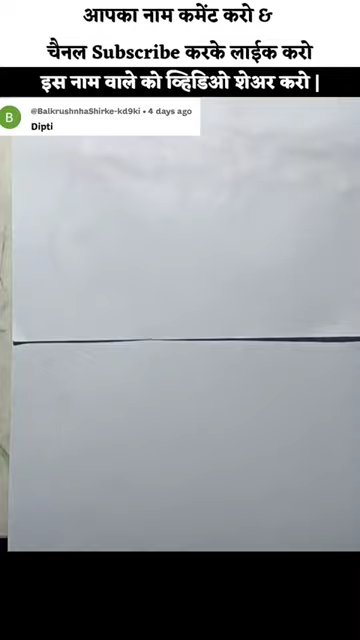 आपका नाम कमेंट करो &
चैनल Subscribe करके लाईक करो
इस नाम वाले को व्हिडिओ शेअर करो |
B
@BalkrushnhaShirke-kd9ki • 4 days ago
Dipti